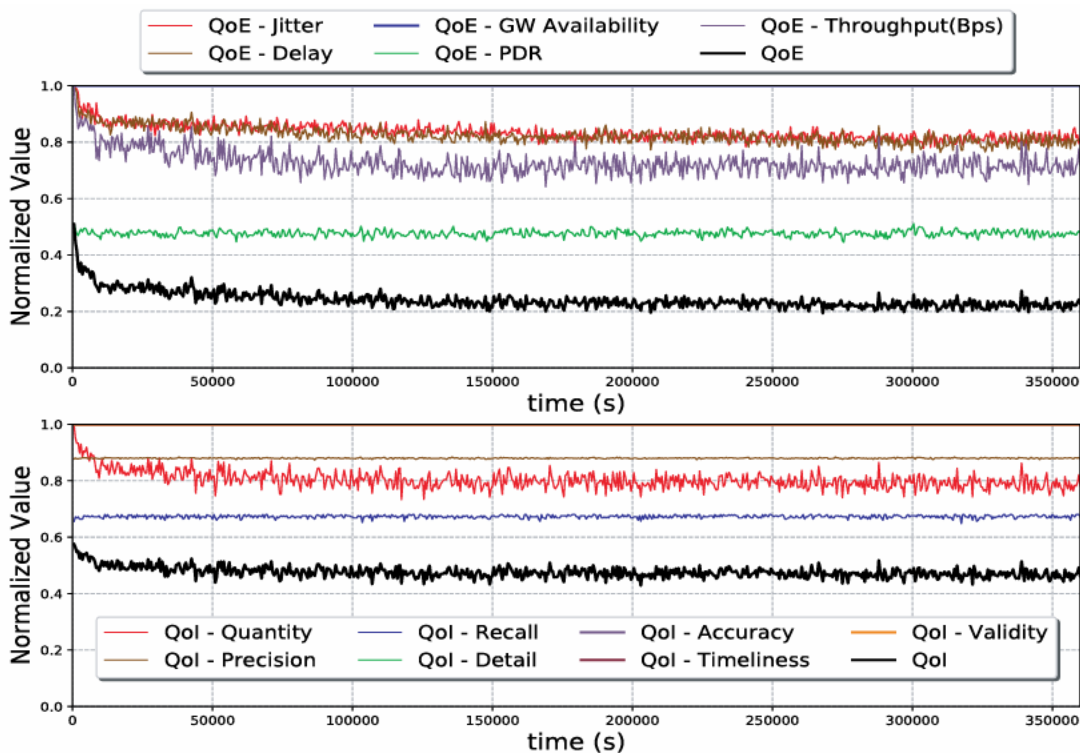 QoE - Jitter QoE - GW Availability QoE - Throughput(Bps)
QoE - Delay QoE - PDR QoE
1.0
0.8
0.6
0.4
0.2
0.0
Normalized Value
0 50000 100000 150000 200000 250000 300000 350000
time (s)
1.0
0.8
0.6
0.4
0.2
0.0
Normalized Value
QoI - Quantity QoI - Recall QoI - Accuracy QoI - Validity
QoI - Precision QoI - Detail QoI - Timeliness QoI
0 50000 100000 150000 200000 250000 300000 350000
time (s)